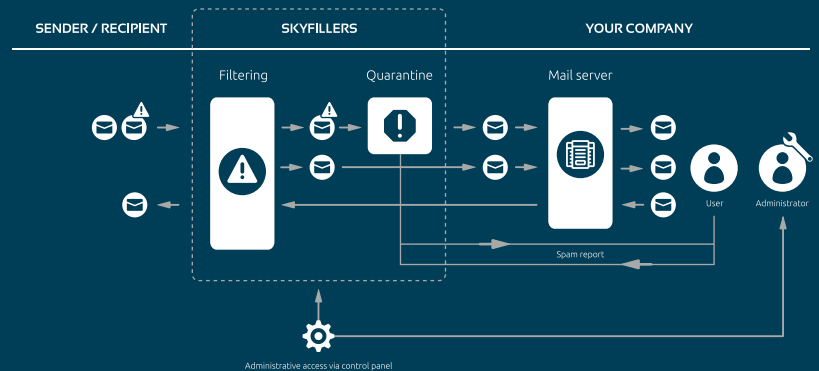 SENDER / RECIPIENT
SKYFILLERS
YOUR COMPANY
Filtering
Quarantine
Mail server
User
Administrator
Spam report
Administrative access via control panel